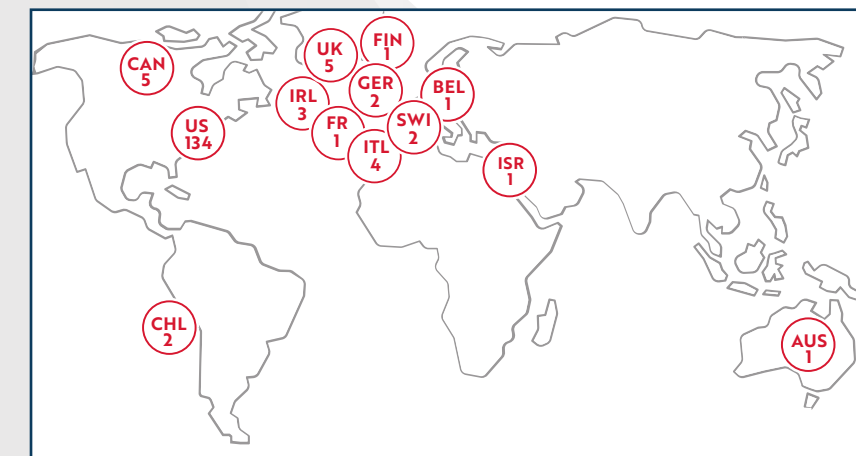 CAN
5
US
134
UK
5
FIN
1
IRL
3
GER
2
BEL
1
FR
1
SWI
2
ITL
4
ISR
1
CHL
2
AUS
1